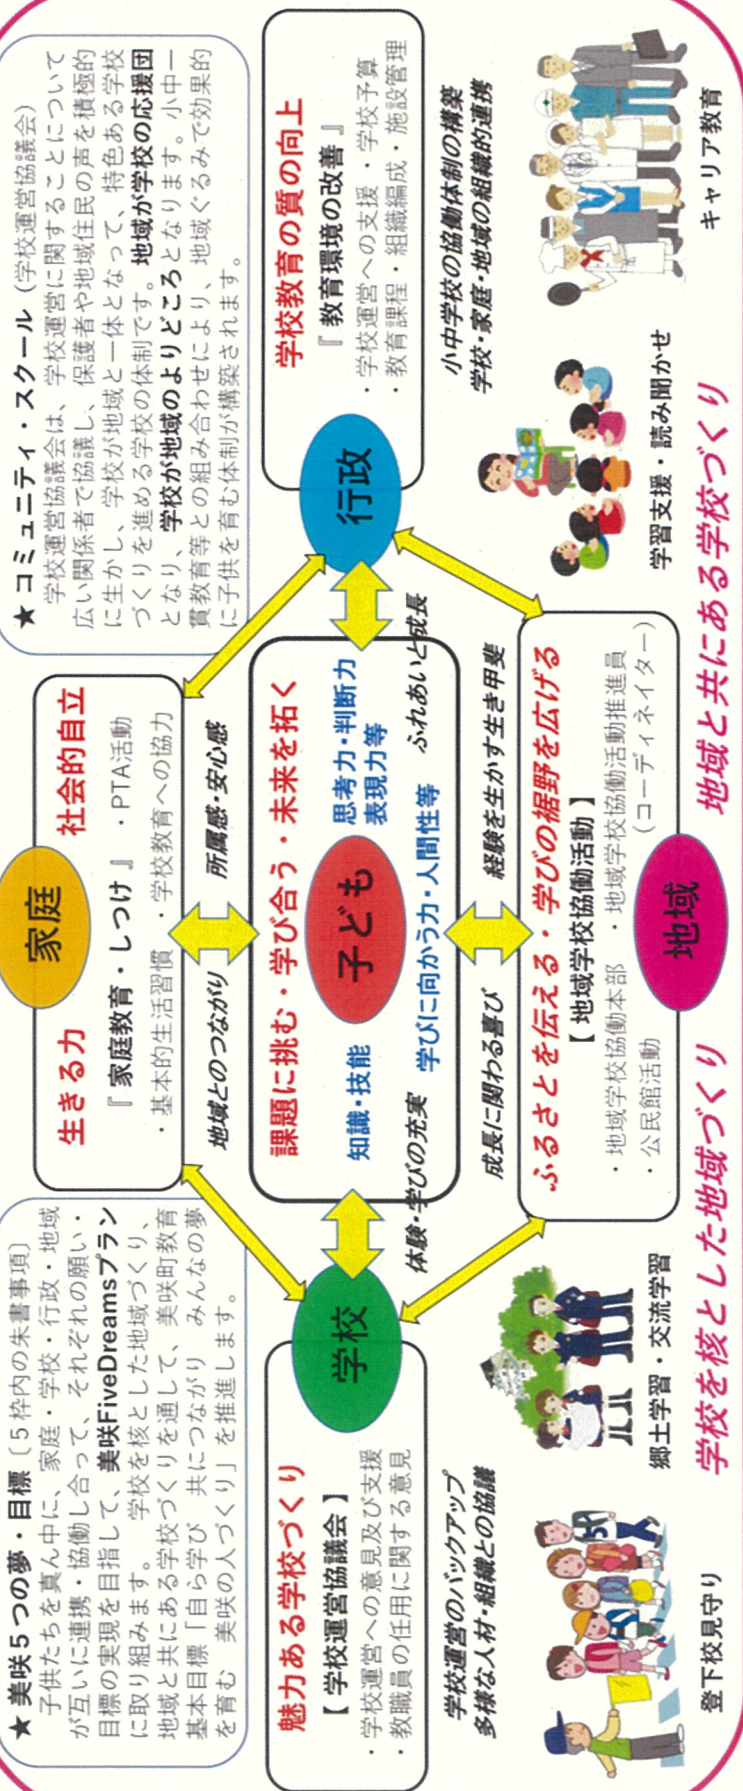 ★ 美咲５つの夢・目標〔５枠内の朱書事項〕
子供たちを真ん中に、家庭・学校・行政・地域
が互いに連携・協働し合って、それぞれの願い・
目標の実現を目指して、美咲FiveDreamsプラン
に取り組みます。　学校を核とした地域づくり、
地域と共にある学校づくりを通して、美咲町教育
基本目標「自ら学び　共につながり　みんなの夢
を育む　美咲の人づくり」を推進します。
家庭
生きる力　社会的自立
『 家庭教育・しつけ 』 ・PTA活動
・基本的生活習慣　・学校教育への協力
★ コミュニティ・スクール（学校運営協議会）
学校運営協議会は、学校運営に関することについて
広い関係者で協議し、保護者や地域住民の声を積極的
に生かし、学校が地域と一体となって、特色ある学校
づくりを進める学校の体制です。地域が学校の応援団
となり、学校が地域のよりどころとなります。小中一
貫教育等との組み合わせにより、地域ぐるみで効果的
に子供を育む体制が構築されます。
地域とのつながり　所属感・安心感
魅力ある学校づくり
【 学校運営協議会 】
・学校運営への意見及び支援
・教職員の任用に関する意見
学校
課題に挑む・学び合う・未来を拓く
知識・技能
子ども
思考力・判断力
表現力等
学びに向かう力・人間性等
行政
学校教育の質の向上
『 教育環境の改善 』
・学校運営への支援・学校予算
・教育課程・組織編成・施設管理
体験・学びの充実
ふれあいと成長
学校運営のバックアップ
多様な人材・組織との協議
成長に関わる喜び　経験を生かす生き甲斐
小中学校の協働体制の構築
学校・家庭・地域の組織的連携
ふるさとを伝える・学びの裾野を広げる
【 地域学校協働活動 】
・地域学校協働本部　・地域学校協働活動推進員
・公民館活動　（コーディネイター）
地域
登下校見守り
郷土学習・交流学習
学習支援・読み聞かせ
キャリア教育
学校を核とした地域づくり
地域と共にある学校づくり